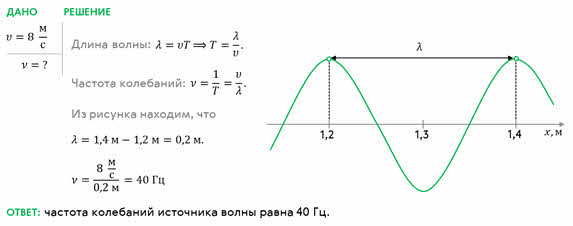 ДАНО
РЕШЕНИЕ
υ = 8 м/с
ν = ?
Длина волны: λ = υT ⟹ T = λ/υ.
Частота колебаний: ν = 1/T = υ/λ.
Из рисунка находим, что
λ = 1,4 м − 1,2 м = 0,2 м.
ν = 8 м/с / 0,2 м = 40 Гц
λ
1,2 1,3 1,4 x, м
ОТВЕТ: частота колебаний источника волны равна 40 Гц.